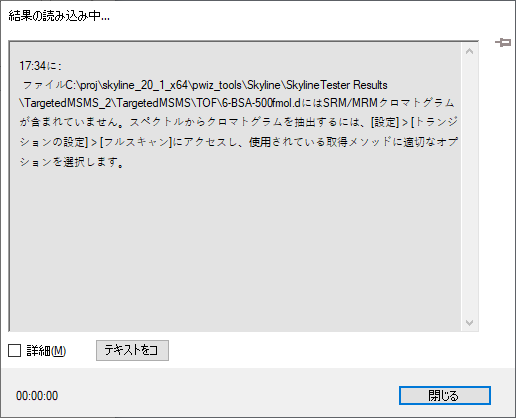 結果の読み込み中...
17:34に:
ファイルC:\proj\skyline_20_1_x64\pwiz_tools\Skyline\SkylineTester Results
\TargetedMSMS_2\TargetedMSMS\TOF\6-BSA-500fmol.dにはSRM/MRMクロマトグラム
が含まれていません。スペクトルからクロマトグラムを抽出するには、[設定] > [トランジ
ションの設定] > [フルスキャン]にアクセスし、使用されている取得メソッドに適切なオプ
ションを選択します。
詳細(M)
テキストをコ
00:00:00
閉じる